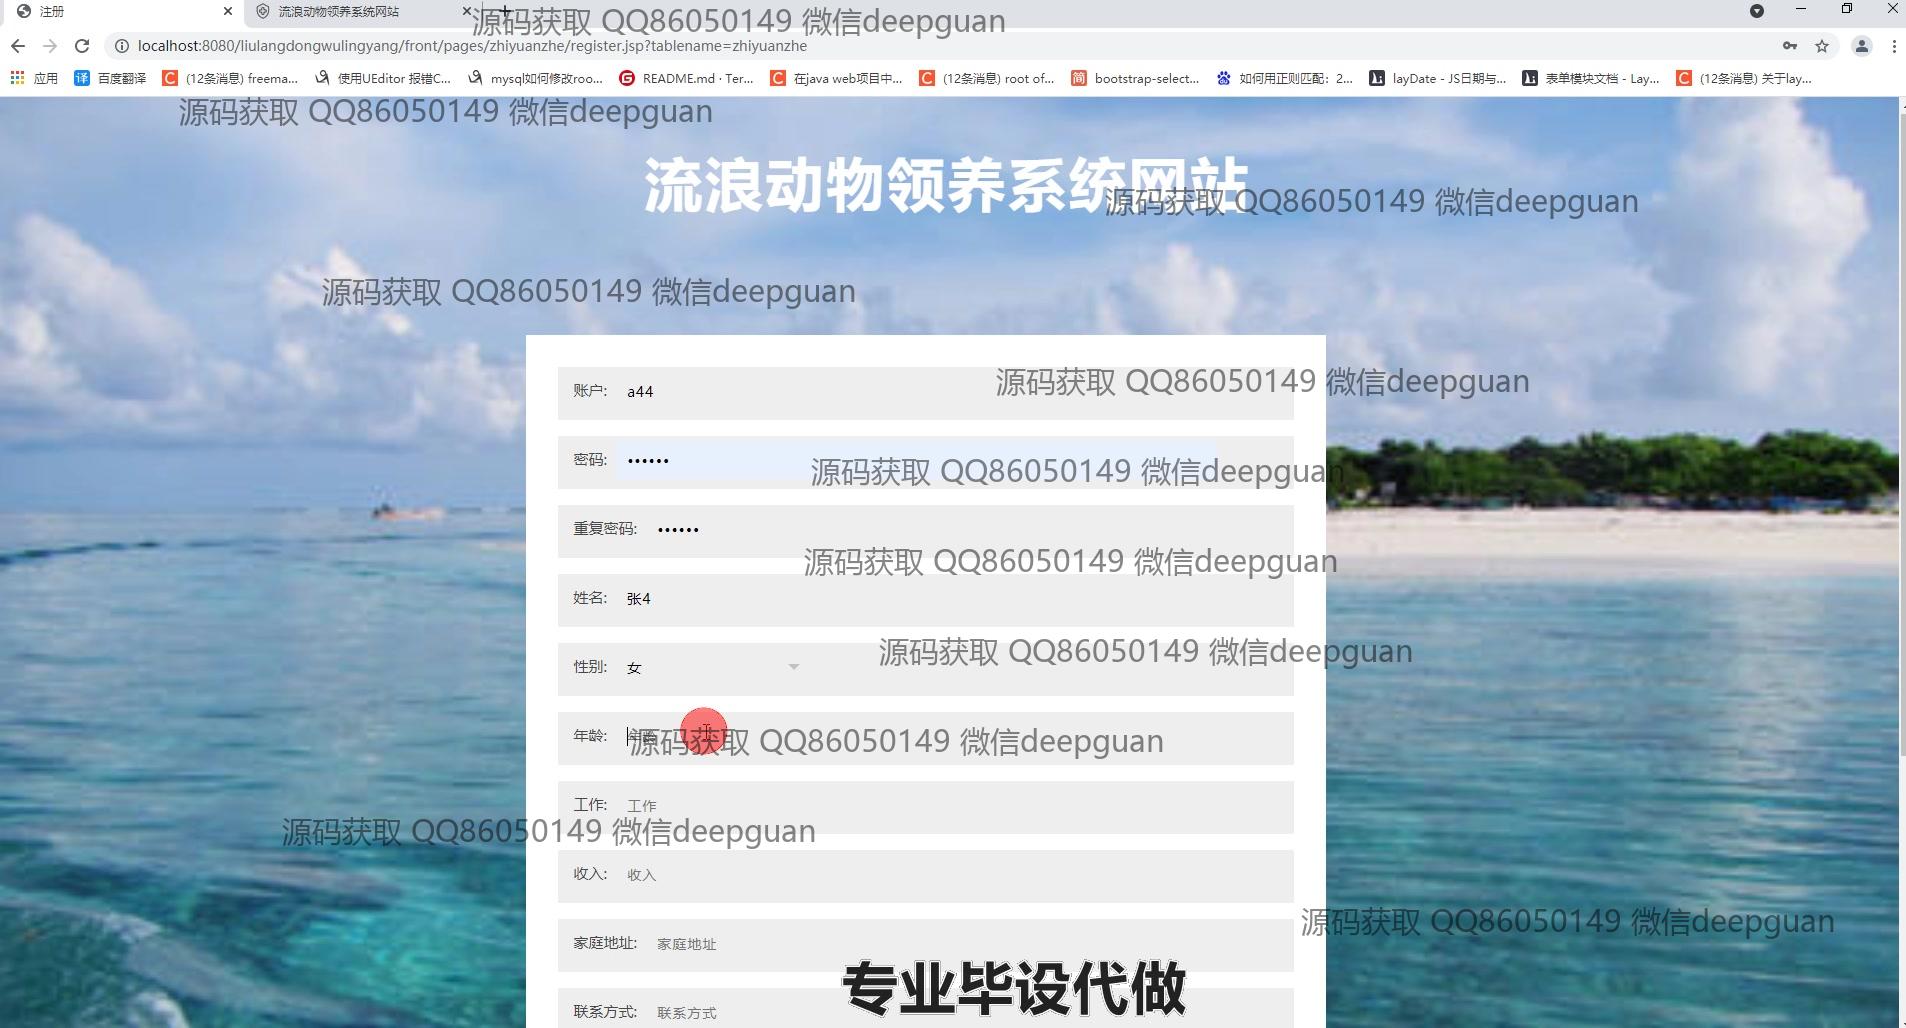 注册
流浪动物领养系统网站
源码获取 QQ86050149 微信deepguan
localhost:8080/liulangdongwulingyang/front/pages/zhiyuanzhe/register.jsp?tablename=zhiyuanzhe
应用 百度翻译 (12条消息) freema... 使用UEditor 报错C... mysql如何修改roo... README.md · Ter... 在java web项目中... (12条消息) root of... bootstrap-select... 如何用正则匹配：2... layDate - JS日期与... 表单模块文档 - Lay... (12条消息) 关于lay...
源码获取 QQ86050149 微信deepguan
流浪动物领养系统网站
源码获取 QQ86050149 微信deepguan
源码获取 QQ86050149 微信deepguan
账户: a44
源码获取 QQ86050149 微信deepguan
密码: ••••••
源码获取 QQ86050149 微信deepguan
重复密码: ••••••
源码获取 QQ86050149 微信deepguan
姓名: 张4
源码获取 QQ86050149 微信deepguan
性别: 女
年龄: 年龄
源码获取 QQ86050149 微信deepguan
工作: 工作
源码获取 QQ86050149 微信deepguan
收入: 收入
源码获取 QQ86050149 微信deepguan
家庭地址: 家庭地址
专业毕设代做
联系方式: 联系方式